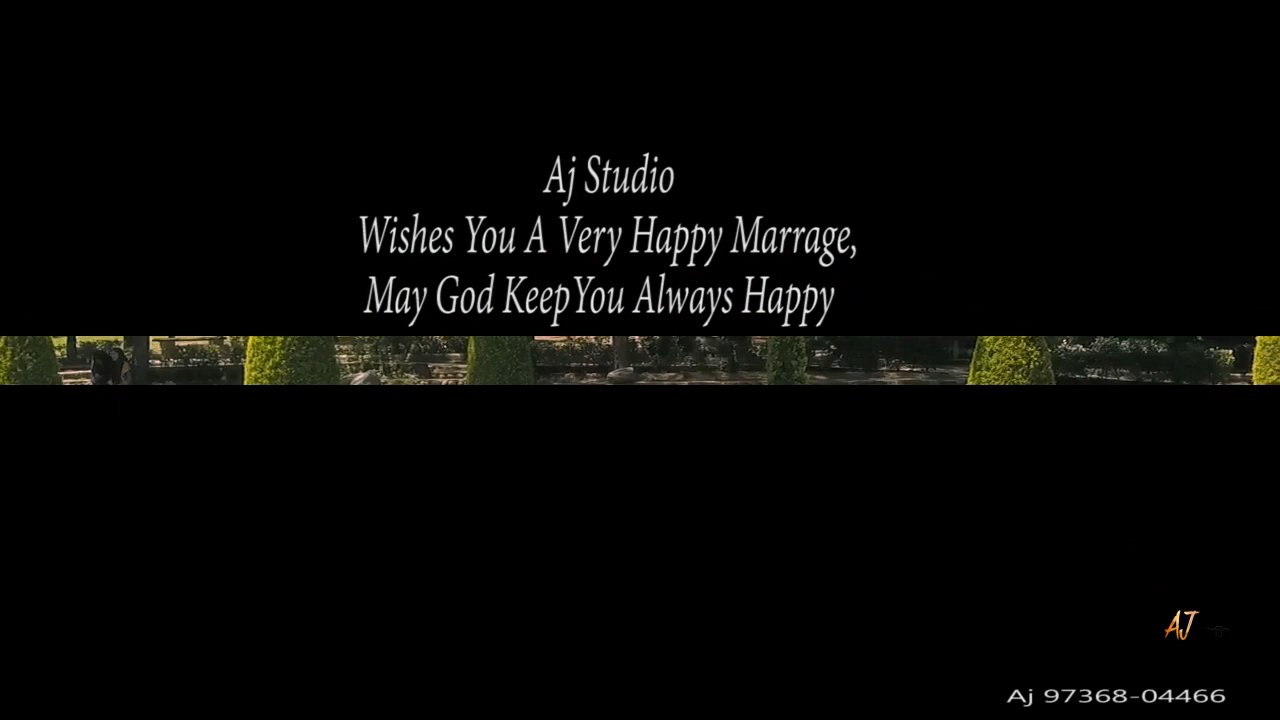 Aj Studio
Wishes You A Very Happy Marrage,
May God KeepYou Always Happy
AJ
Aj 97368-04466